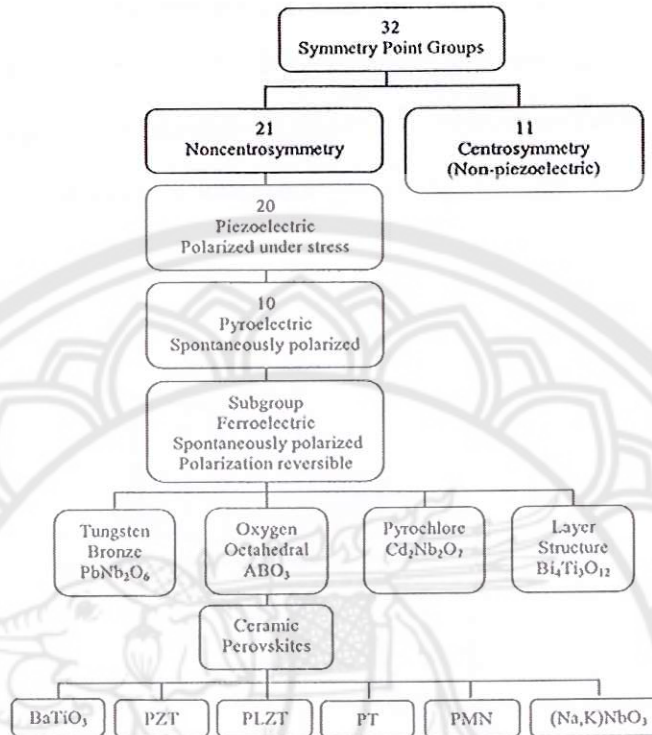 32
Symmetry Point Groups
21
Noncentrosymmetry
11
Centrosymmetry
(Non-piezoelectric)
20
Piezoelectric
Polarized under stress
10
Pyroelectric
Spontaneously polarized
Subgroup
Ferroelectric
Spontaneously polarized
Polarization reversible
Tungsten
Bronze
PbNb₂O₆
Oxygen
Octahedral
ABO₃
Pyrochlore
Cd₂Nb₂O₇
Layer
Structure
Bi₄Ti₃O₁₂
Ceramic
Perovskites
BaTiO₃
PZT
PLZT
PT
PMN
(Na,K)NbO₃